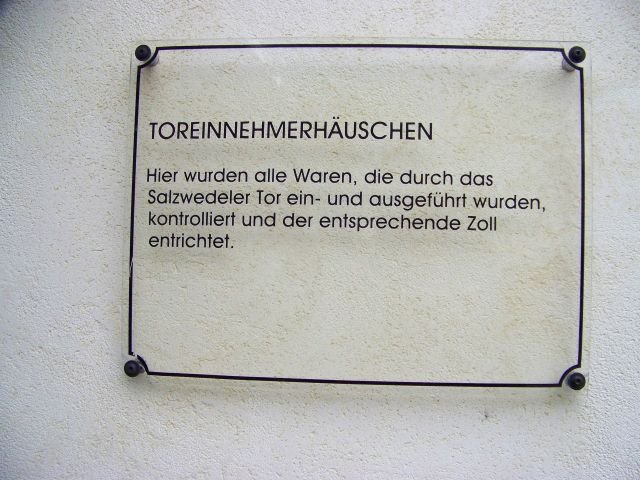 TOREINNEHMERHÄUSCHEN
Hier wurden alle Waren, die durch das
Salzwedeler Tor ein- und ausgeführt wurden,
kontrolliert und der entsprechende Zoll
entrichtet.